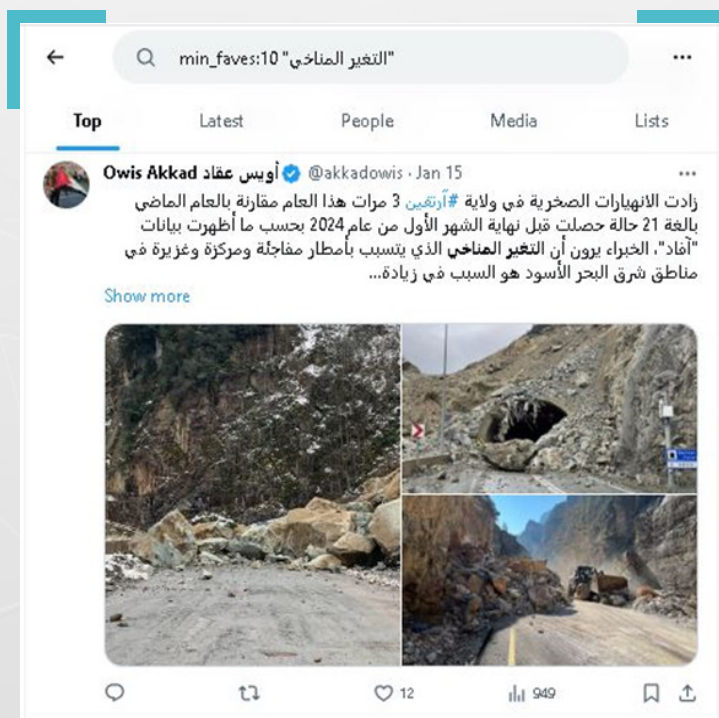 "التغير المناخي" min_faves:10
Top Latest People Media Lists
Owis Akkad أويس عقاد @akkadowis · Jan 15
زادت الانهيارات الصخرية في ولاية #أرتفين 3 مرات هذا العام مقارنة بالعام الماضي
بالغة 21 حالة حصلت قبل نهاية الشهر الأول من عام 2024 بحسب ما أظهرت بيانات
"آفاد"، الخبراء يرون أن التغير المناخي الذي يتسبب بأمطار مفاجئة ومركزة وغزيرة في
مناطق شرق البحر الأسود هو السبب في زيادة...
Show more
12 949